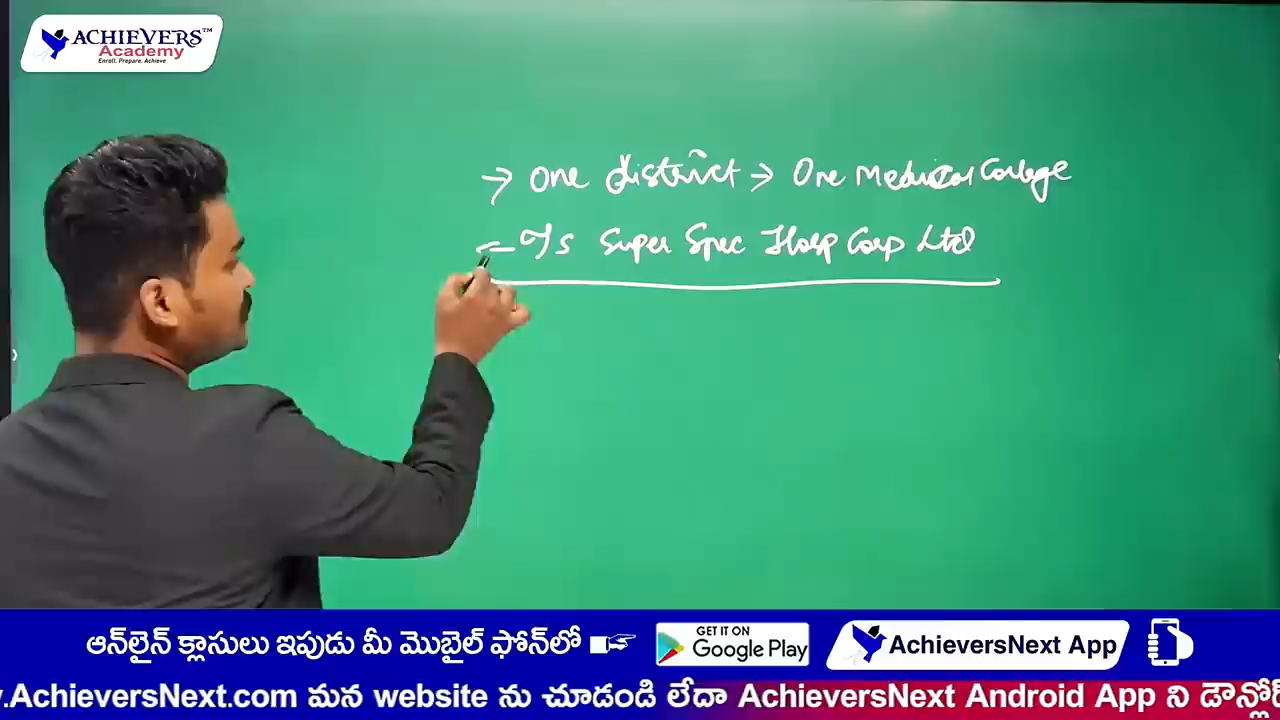 ACHIEVERS™
Academy
Enroll. Prepare. Achieve
→ One district → One Medical College
Ts Super Spec Hosp Corp Ltd
ఆన్‌లైన్ క్లాసులు ఇపుడు మీ మొబైల్ ఫోన్‌లో
GET IT ON
Google Play
AchieversNext App
.AchieversNext.com మన website ను చూడండి లేదా AchieversNext Android App ని డౌన్లోడ్